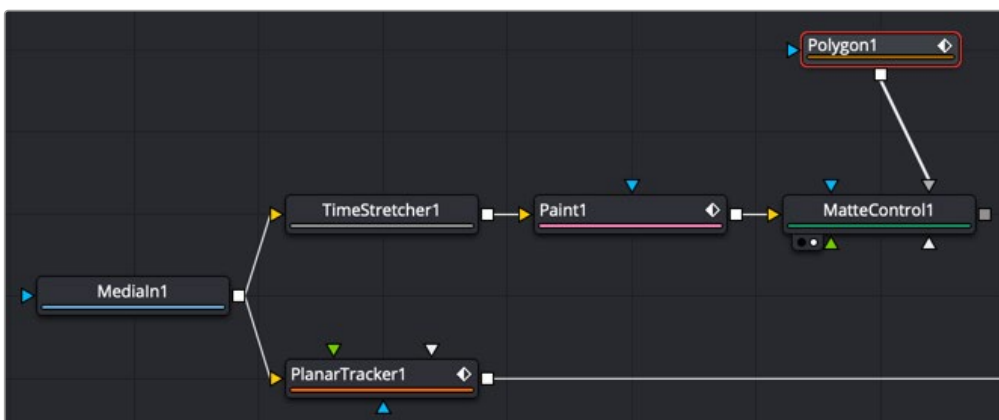 Polygon1
TimeStretcher1
Paint1
MatteControl1
MediaIn1
PlanarTracker1